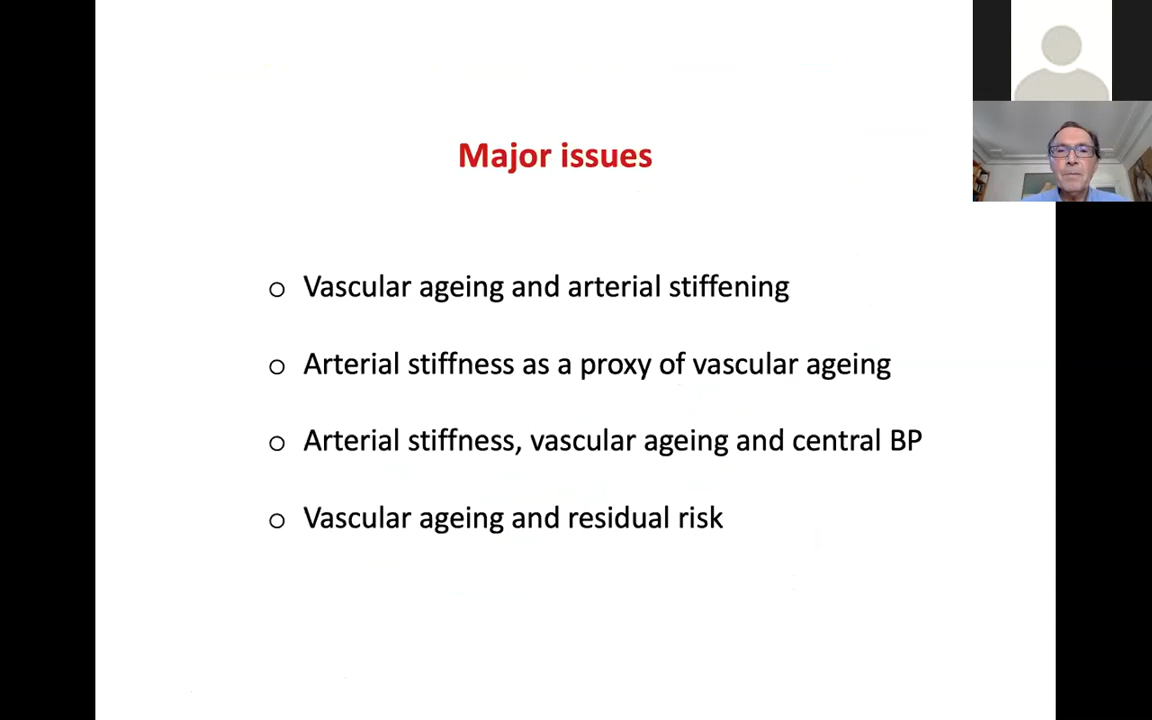 Major issues
Vascular ageing and arterial stiffening
Arterial stiffness as a proxy of vascular ageing
Arterial stiffness, vascular ageing and central BP
Vascular ageing and residual risk